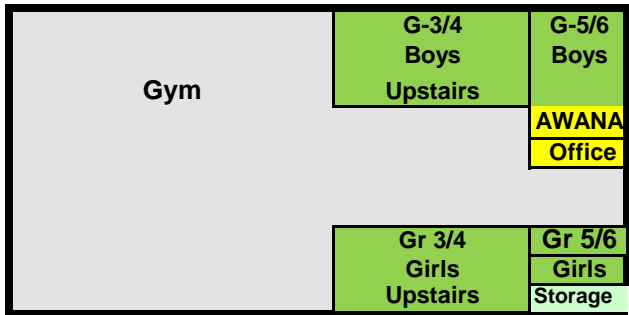 Gym
G-3/4
Boys
Upstairs
G-5/6
Boys
AWANA
Office
Gr 3/4
Girls
Upstairs
Gr 5/6
Girls
Storage